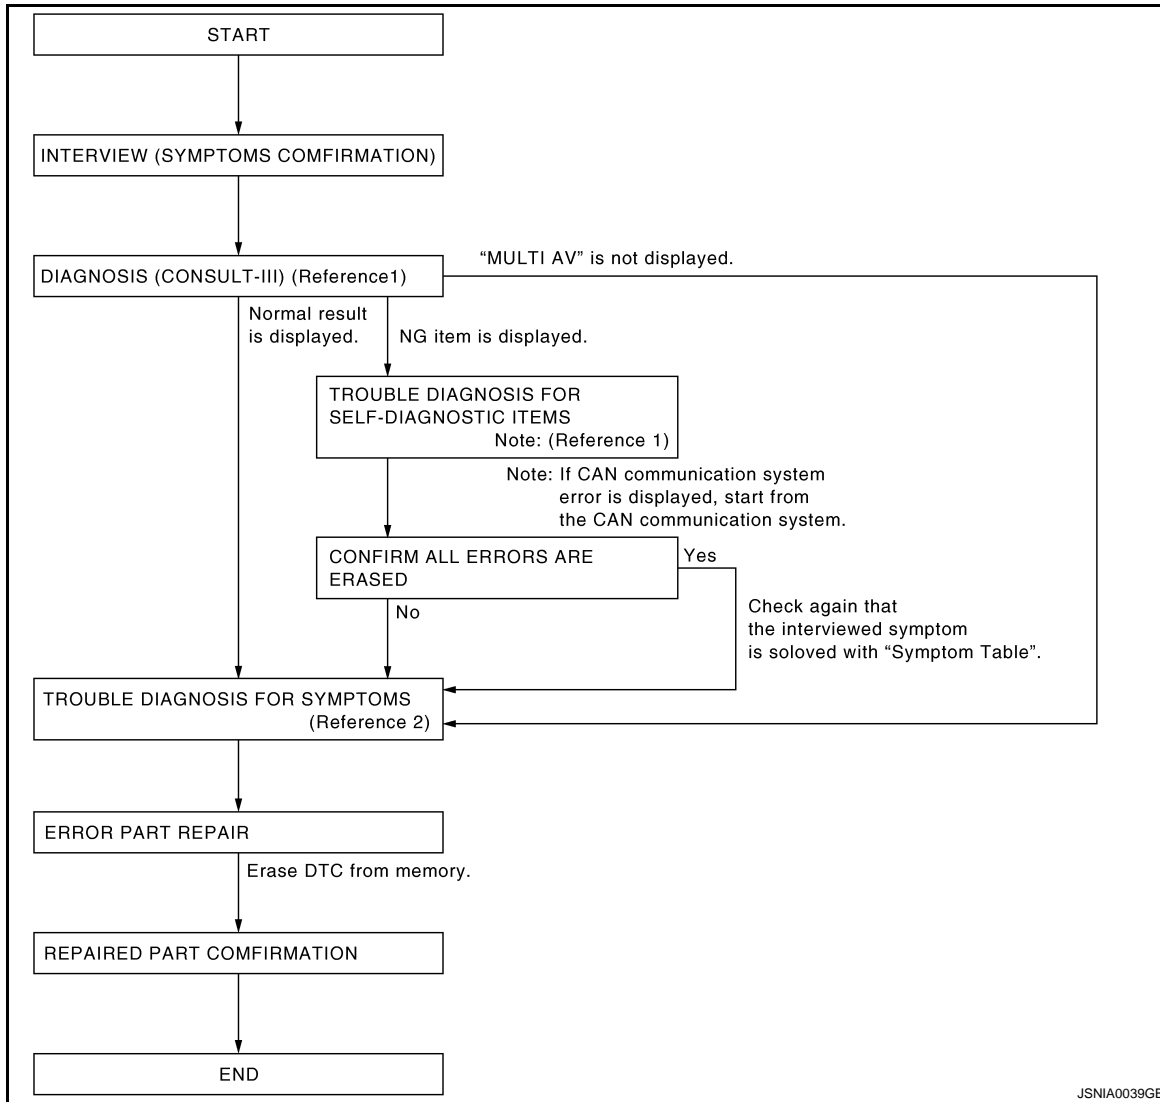 START
INTERVIEW (SYMPTOMS COMFIRMATION)
DIAGNOSIS (CONSULT-III) (Reference1)
“MULTI AV” is not displayed.
Normal result
is displayed.
NG item is displayed.
TROUBLE DIAGNOSIS FOR
SELF-DIAGNOSTIC ITEMS
Note: (Reference 1)
Note: If CAN communication system
error is displayed, start from
the CAN communication system.
CONFIRM ALL ERRORS ARE
ERASED
Yes
No
Check again that
the interviewed symptom
is soloved with “Symptom Table”.
TROUBLE DIAGNOSIS FOR SYMPTOMS
(Reference 2)
ERROR PART REPAIR
Erase DTC from memory.
REPAIRED PART COMFIRMATION
END
JSNIA0039GE